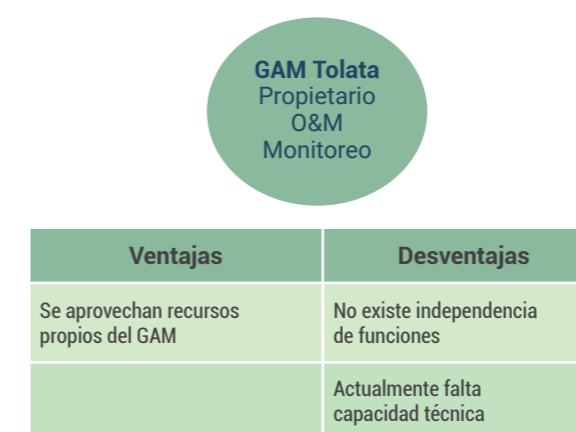 GAM Tolata
Propietario
O&M
Monitoreo
Ventajas
Desventajas
Se aprovechan recursos
propios del GAM
No existe independencia
de funciones
Actualmente falta
capacidad técnica